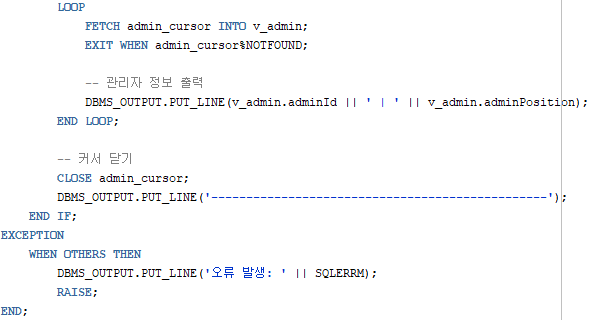 LOOP
FETCH admin_cursor INTO v_admin;
EXIT WHEN admin_cursor%NOTFOUND;
-- 관리자 정보 출력
DBMS_OUTPUT.PUT_LINE(v_admin.adminId || ' | ' || v_admin.adminPosition);
END LOOP;
-- 커서 닫기
CLOSE admin_cursor;
DBMS_OUTPUT.PUT_LINE('------------------------------------------------');
END IF;
EXCEPTION
WHEN OTHERS THEN
DBMS_OUTPUT.PUT_LINE('오류 발생: ' || SQLERRM);
RAISE;
END;